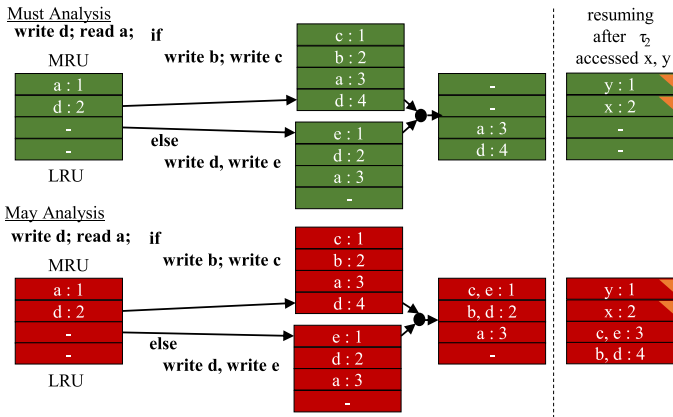 Must Analysis
write d; read a;
if
write b; write c
MRU
a : 1
d : 2
-
-
LRU
else
write d, write e
c : 1
b : 2
a : 3
d : 4
e : 1
d : 2
a : 3
-
-
-
a : 3
d : 4
resuming
after τ2
accessed x, y
y : 1
x : 2
-
-
May Analysis
write d; read a;
if
write b; write c
MRU
a : 1
d : 2
-
-
LRU
else
write d, write e
c : 1
b : 2
a : 3
d : 4
e : 1
d : 2
a : 3
-
c, e : 1
b, d : 2
a : 3
-
y : 1
x : 2
c, e : 3
b, d : 4